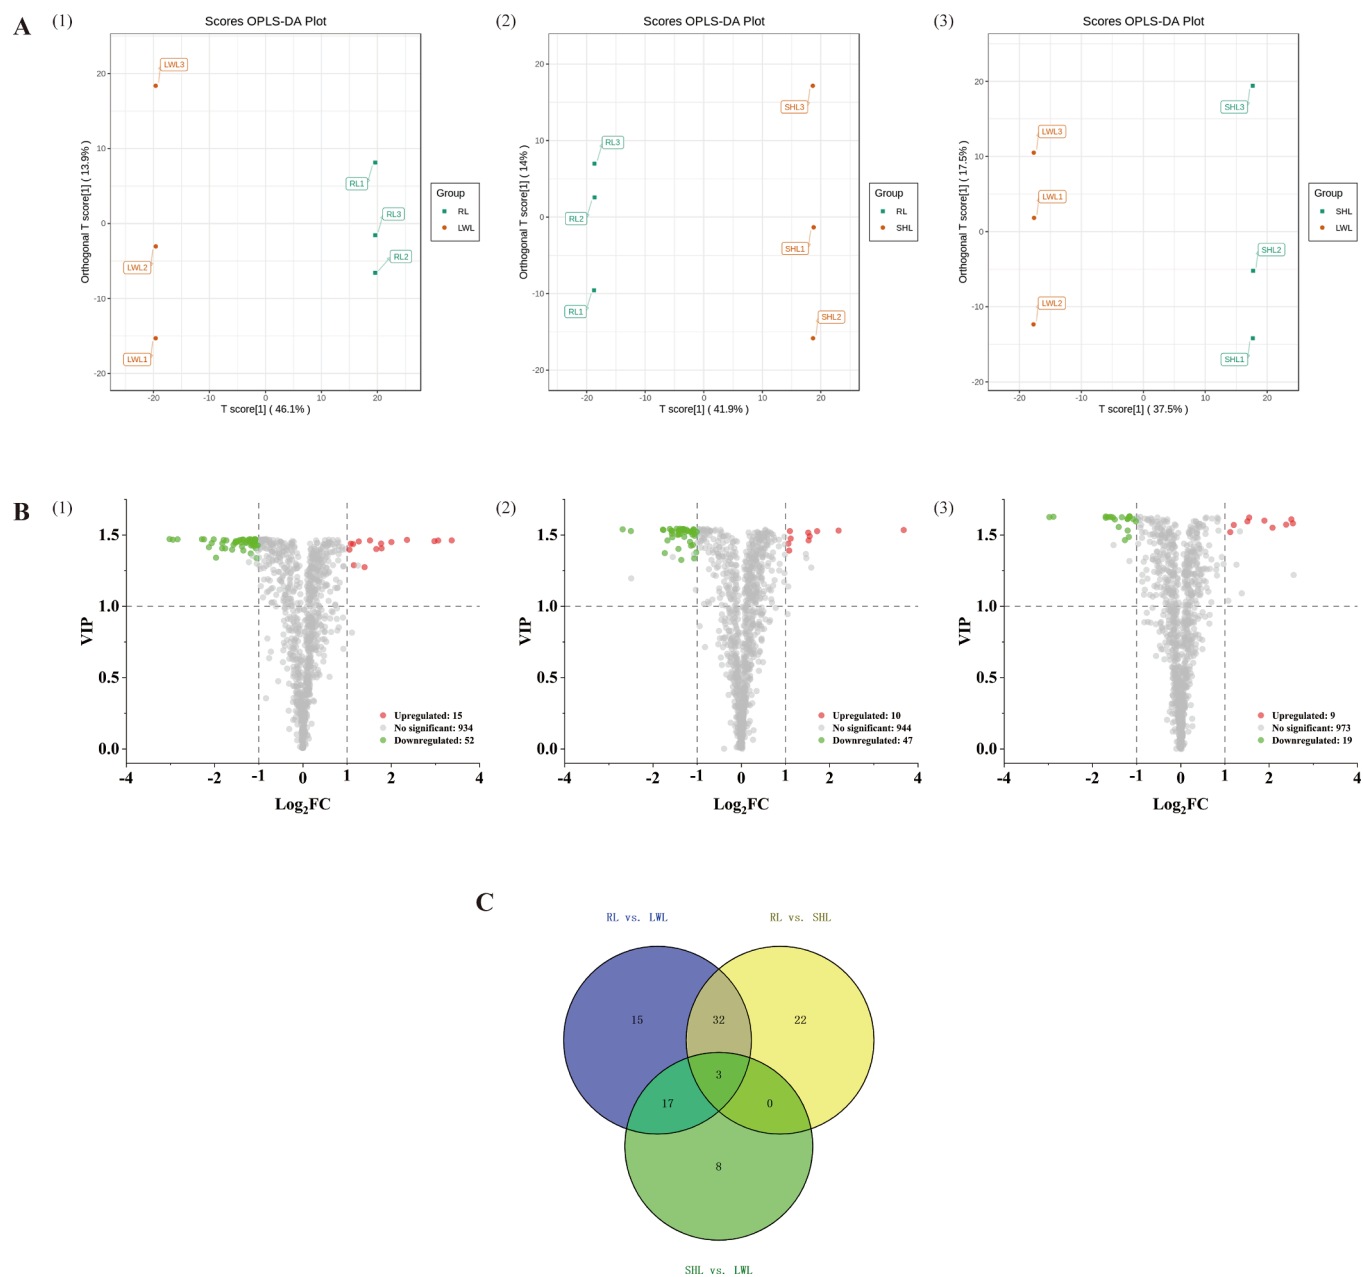 A
(1)
Scores OPLS-DA Plot
Orthogonal T score[1] ( 13.9% )
20
10
0
-10
-20
LWL3
LWL2
LWL1
RL1
RL3
RL2
-20
-10
0
10
20
T score[1] ( 46.1% )
Group
RL
LWL
(2)
Scores OPLS-DA Plot
Orthogonal T score[1] ( 14% )
20
10
0
-10
-20
RL3
RL2
RL1
SHL3
SHL1
SHL2
-20
-10
0
10
20
T score[1] ( 41.9% )
Group
RL
SHL
(3)
Scores OPLS-DA Plot
Orthogonal T score[1] ( 17.5% )
20
10
0
-10
-20
LWL3
LWL1
LWL2
SHL3
SHL2
SHL1
-20
-10
0
10
20
T score[1] ( 37.5% )
Group
SHL
LWL
B
(1)
VIP
1.5
1.0
0.5
0.0
Upregulated: 15
No significant: 934
Downregulated: 52
-4
-2
-1
0
1
2
4
Log2FC
(2)
VIP
1.5
1.0
0.5
0.0
Upregulated: 10
No significant: 944
Downregulated: 47
-4
-2
-1
0
1
2
4
Log2FC
(3)
VIP
1.5
1.0
0.5
0.0
Upregulated: 9
No significant: 973
Downregulated: 19
-4
-2
-1
0
1
2
4
Log2FC
C
RL vs. LWL
RL vs. SHL
15
32
22
3
17
0
8
SHL vs. LWL